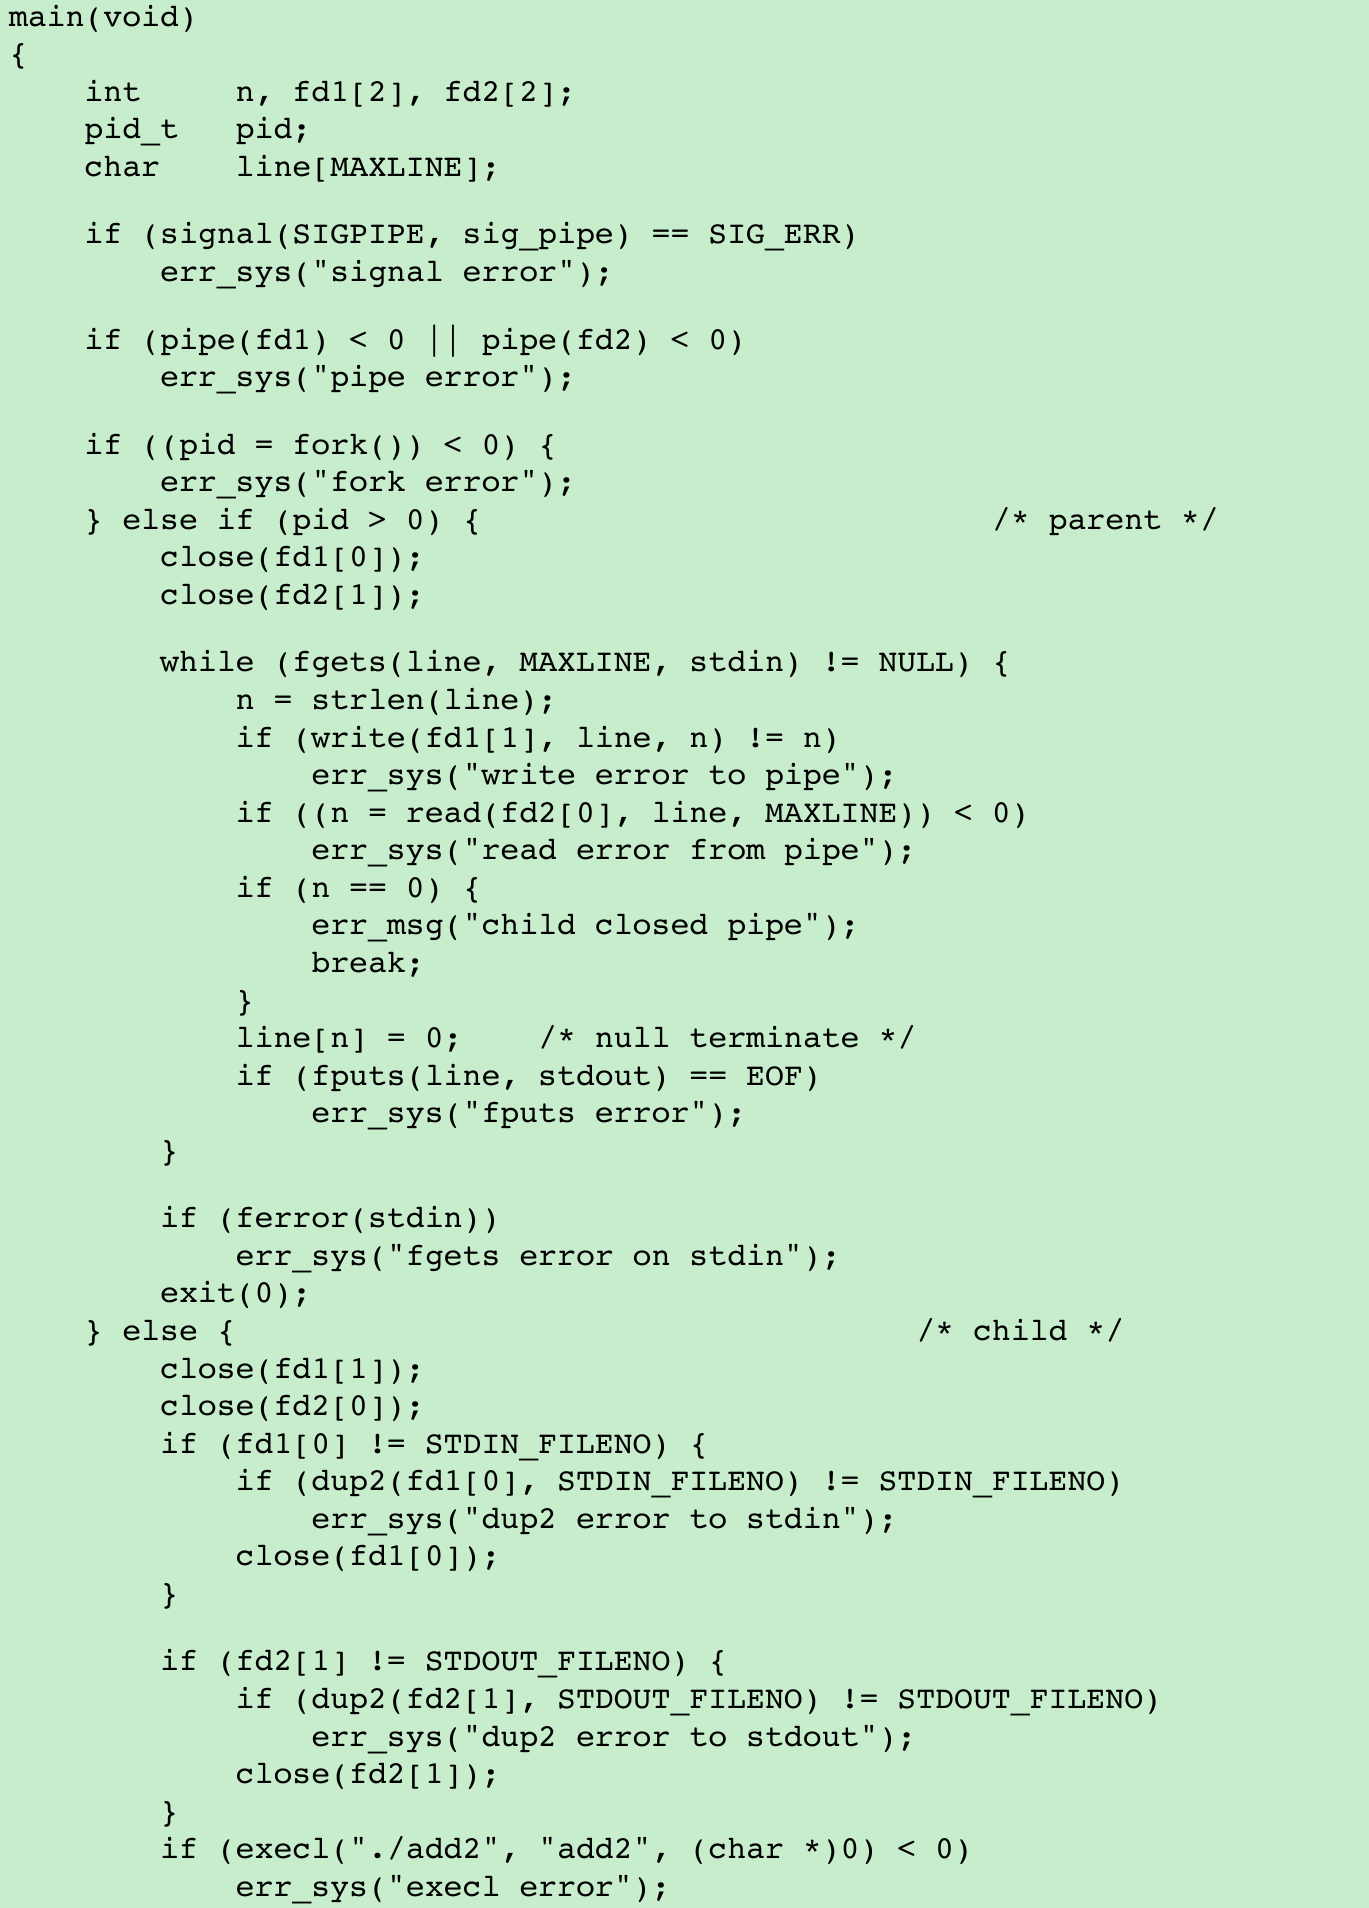 main(void)
{
    int     n, fd1[2], fd2[2];
    pid_t   pid;
    char    line[MAXLINE];

    if (signal(SIGPIPE, sig_pipe) == SIG_ERR)
        err_sys("signal error");

    if (pipe(fd1) < 0 || pipe(fd2) < 0)
        err_sys("pipe error");

    if ((pid = fork()) < 0) {
        err_sys("fork error");
    } else if (pid > 0) {                           /* parent */
        close(fd1[0]);
        close(fd2[1]);

        while (fgets(line, MAXLINE, stdin) != NULL) {
            n = strlen(line);
            if (write(fd1[1], line, n) != n)
                err_sys("write error to pipe");
            if ((n = read(fd2[0], line, MAXLINE)) < 0)
                err_sys("read error from pipe");
            if (n == 0) {
                err_msg("child closed pipe");
                break;
            }
            line[n] = 0;    /* null terminate */
            if (fputs(line, stdout) == EOF)
                err_sys("fputs error");
        }

        if (ferror(stdin))
            err_sys("fgets error on stdin");
        exit(0);
    } else {                                    /* child */
        close(fd1[1]);
        close(fd2[0]);
        if (fd1[0] != STDIN_FILENO) {
            if (dup2(fd1[0], STDIN_FILENO) != STDIN_FILENO)
                err_sys("dup2 error to stdin");
            close(fd1[0]);
        }

        if (fd2[1] != STDOUT_FILENO) {
            if (dup2(fd2[1], STDOUT_FILENO) != STDOUT_FILENO)
                err_sys("dup2 error to stdout");
            close(fd2[1]);
        }
        if (execl("./add2", "add2", (char *)0) < 0)
            err_sys("execl error");